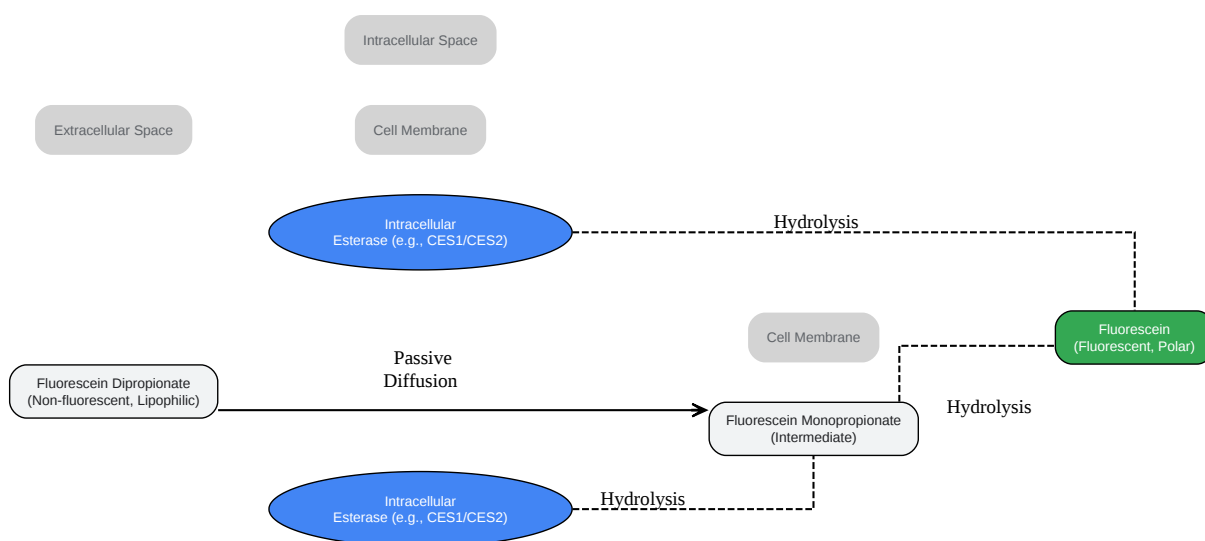 Intracellular Space
Extracellular Space
Cell Membrane
Intracellular
Esterase (e.g., CES1/CES2)
Hydrolysis
Fluorescein
(Fluorescent, Polar)
Cell Membrane
Passive
Diffusion
Fluorescein Dipropionate
(Non-fluorescent, Lipophilic)
Hydrolysis
Fluorescein Monopropionate
(Intermediate)
Intracellular
Esterase (e.g., CES1/CES2)
Hydrolysis